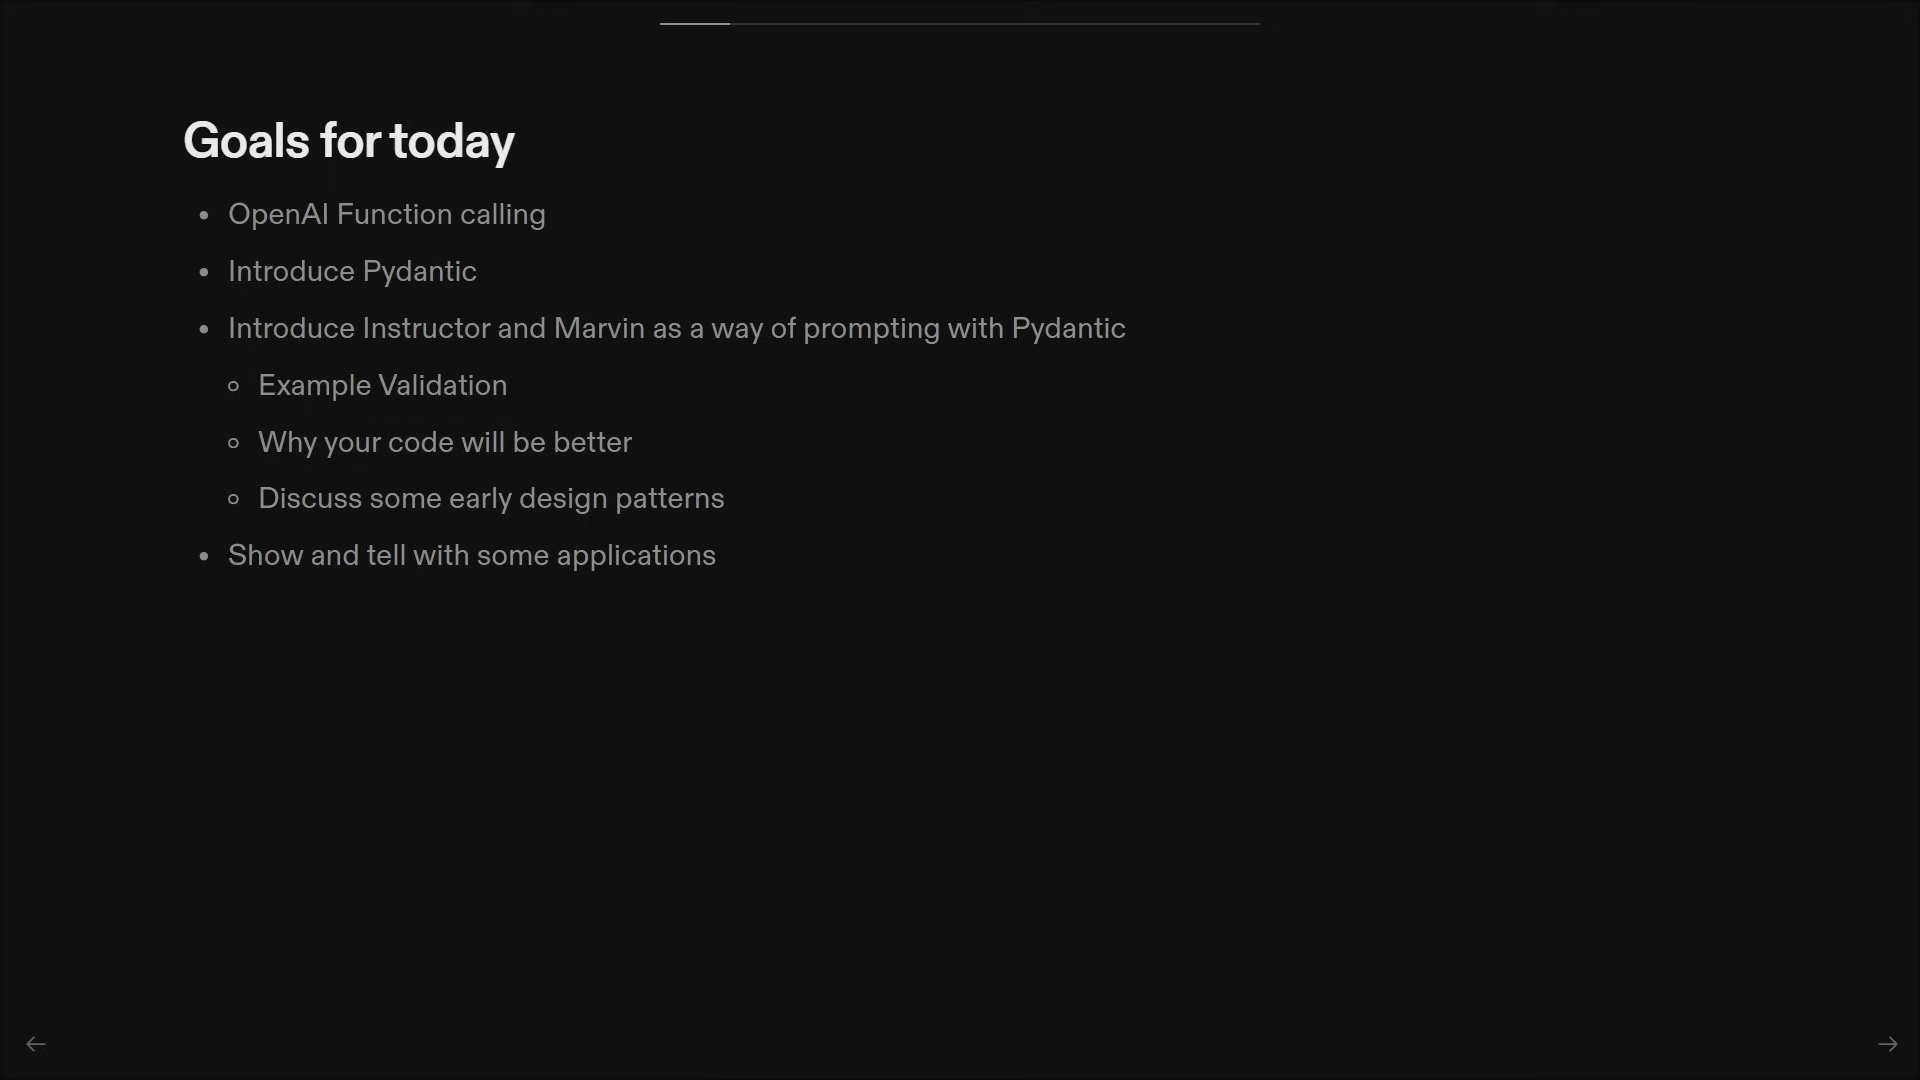 Goals for today
• OpenAI Function calling
• Introduce Pydantic
• Introduce Instructor and Marvin as a way of prompting with Pydantic
◦ Example Validation
◦ Why your code will be better
◦ Discuss some early design patterns
• Show and tell with some applications